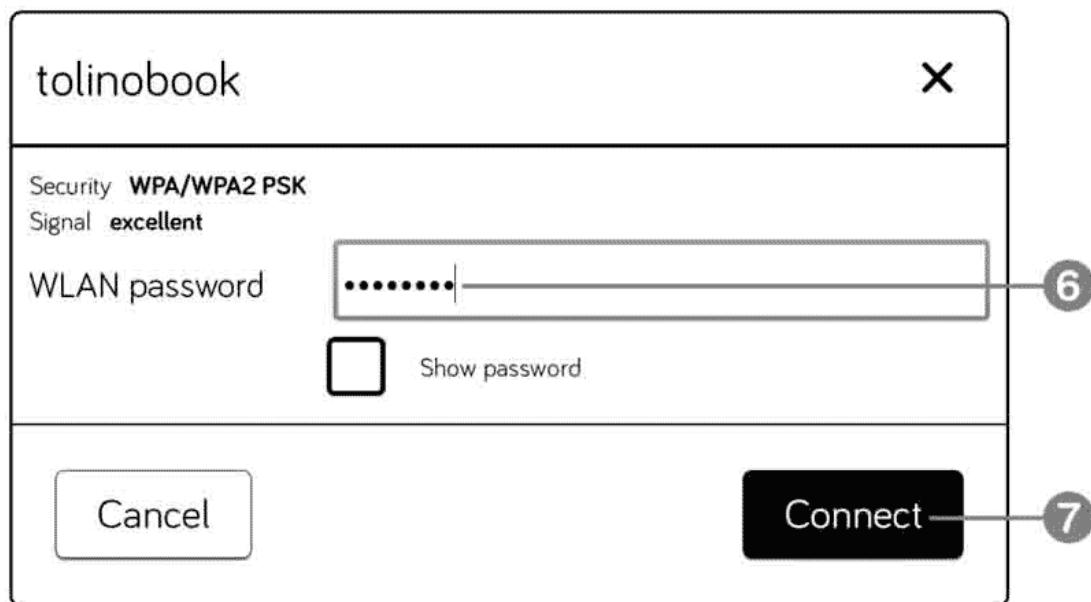 tolinobook
Security WPA/WPA2 PSK
Signal excellent
WLAN password ••••••••
6
Show password
Cancel
Connect
7